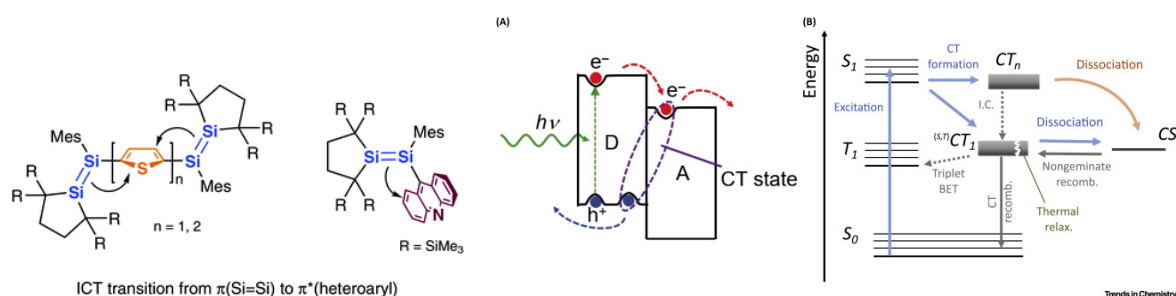 R
R
Si
R
R
Mes
Si
S
n
Si
Si
Mes
R
R
R
R
n = 1, 2
R
R
Mes
Si
Si
R
R
N
R = SiMe3
ICT transition from π(Si=Si) to π*(heteroaryl)
(A)
e−
e−
hν
D
A
CT state
h+
(B)
Energy
S1
CT formation
CTn
Dissociation
Excitation
I.C.
Dissociation
(S,T)CT1
CS
T1
Triplet BET
Nongeminate recomb.
CT recomb.
Thermal relax.
S0
Trends in Chemistry